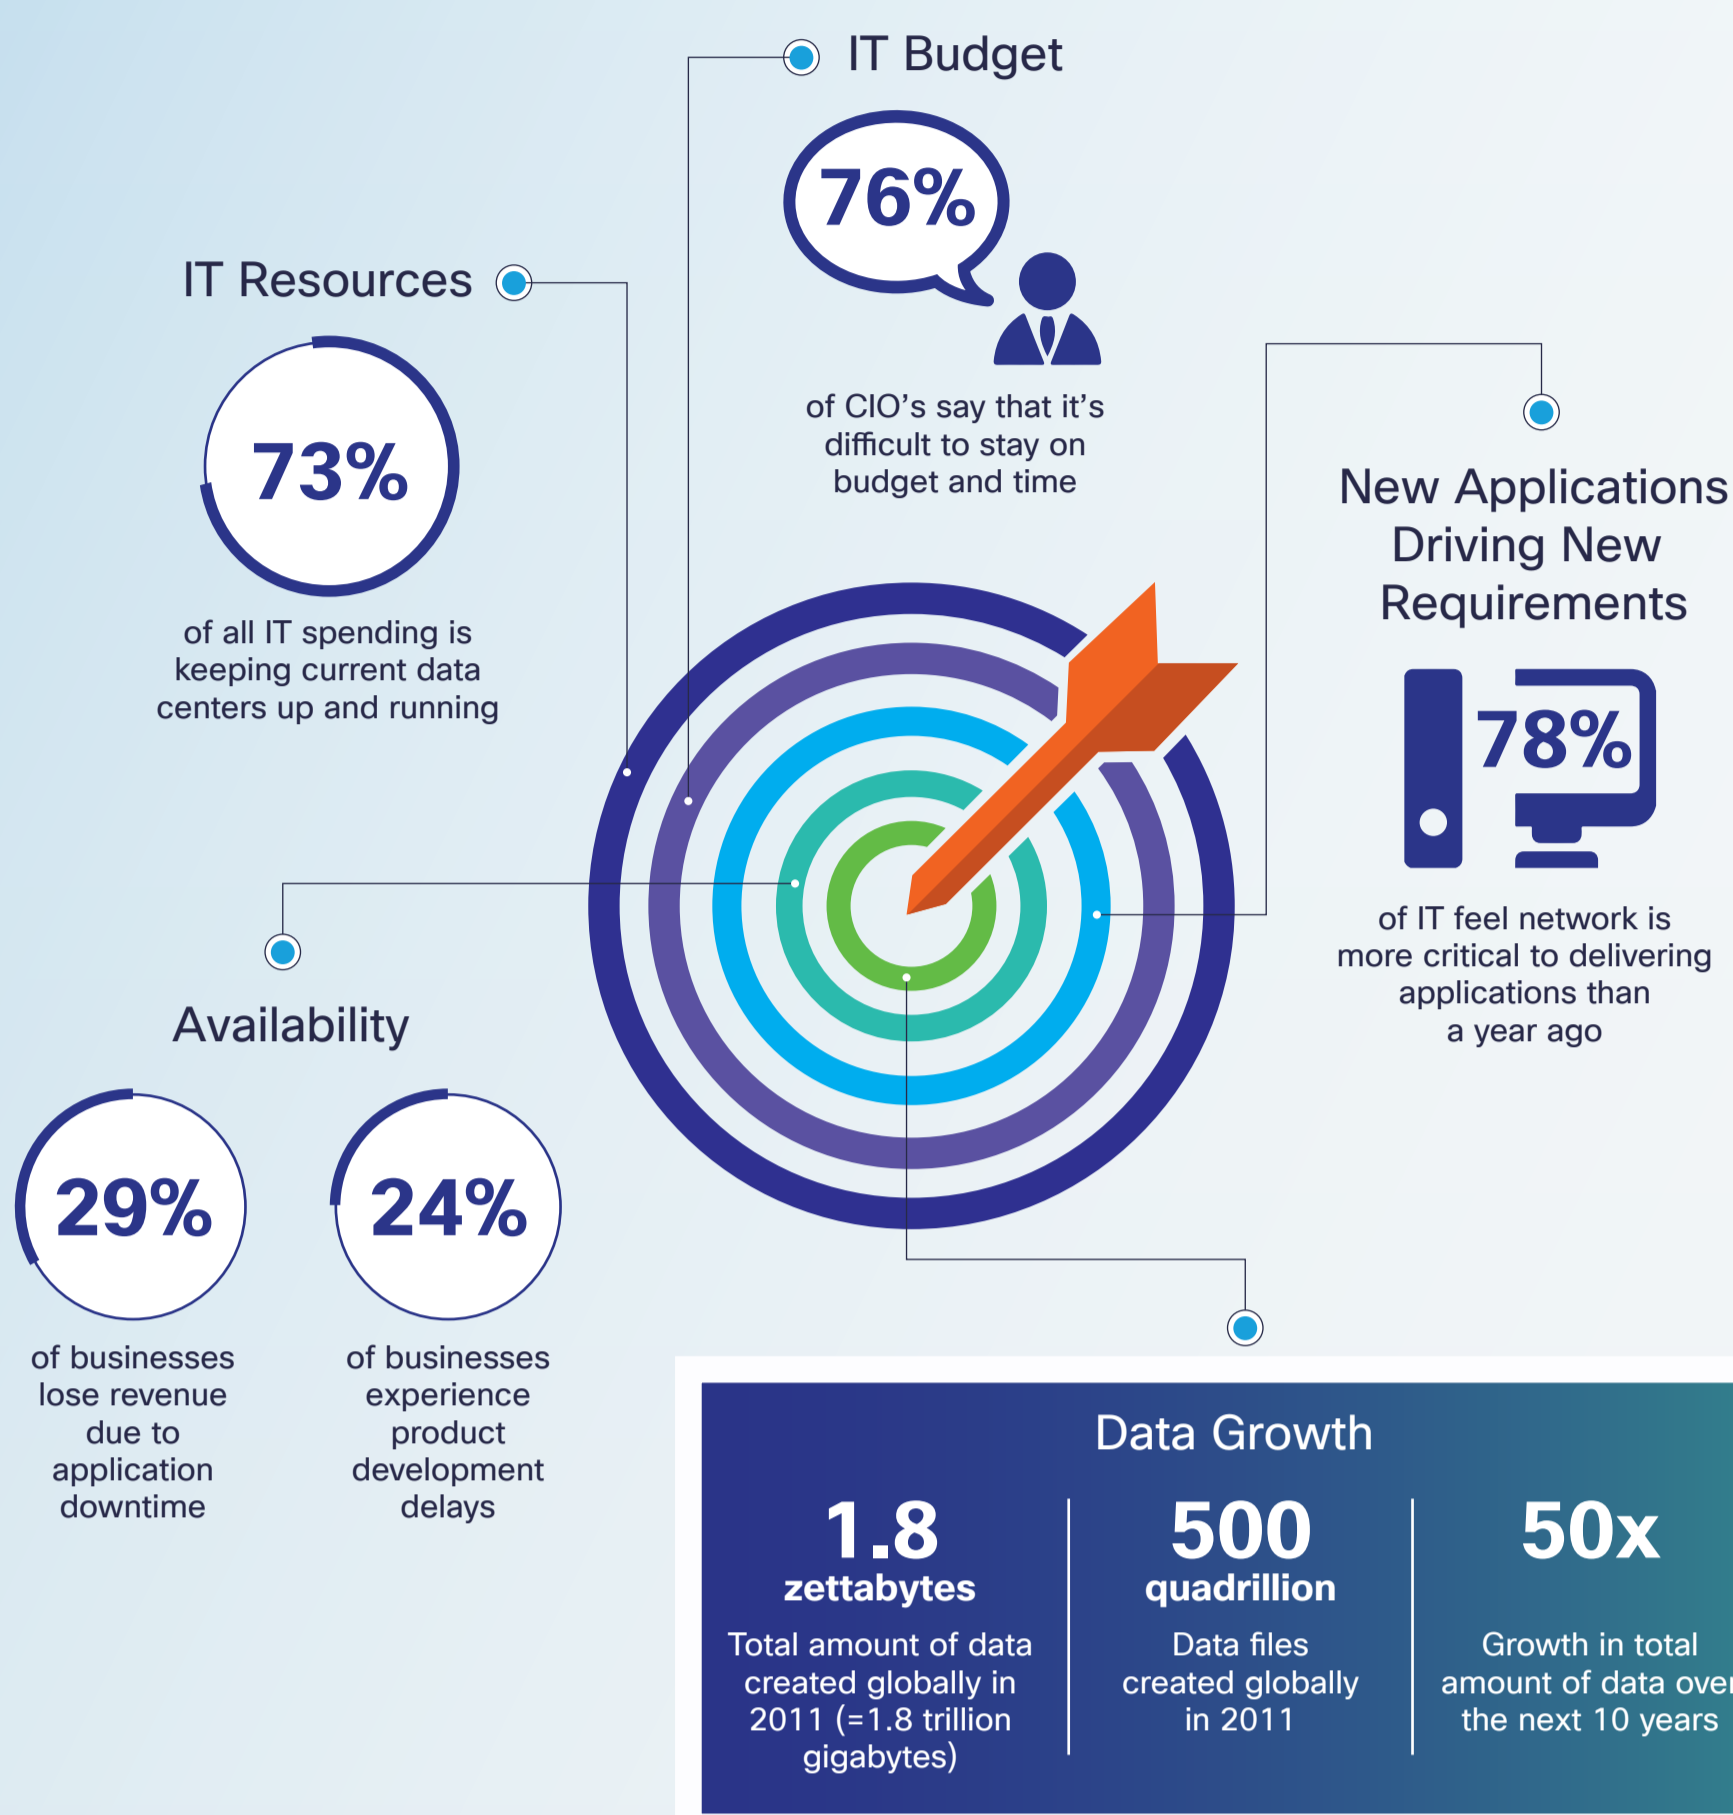 IT Budget
76%
of CIO’s say that it’s
difficult to stay on
budget and time
IT Resources
73%
of all IT spending is
keeping current data
centers up and running
New Applications
Driving New
Requirements
78%
of IT feel network is
more critical to delivering
applications than
a year ago
Availability
29%
of businesses
lose revenue
due to
application
downtime
24%
of businesses
experience
product
development
delays
Data Growth
1.8
zettabytes
Total amount of data
created globally in
2011 (=1.8 trillion
gigabytes)
500
quadrillion
Data files
created globally
in 2011
50x
Growth in total
amount of data over
the next 10 years